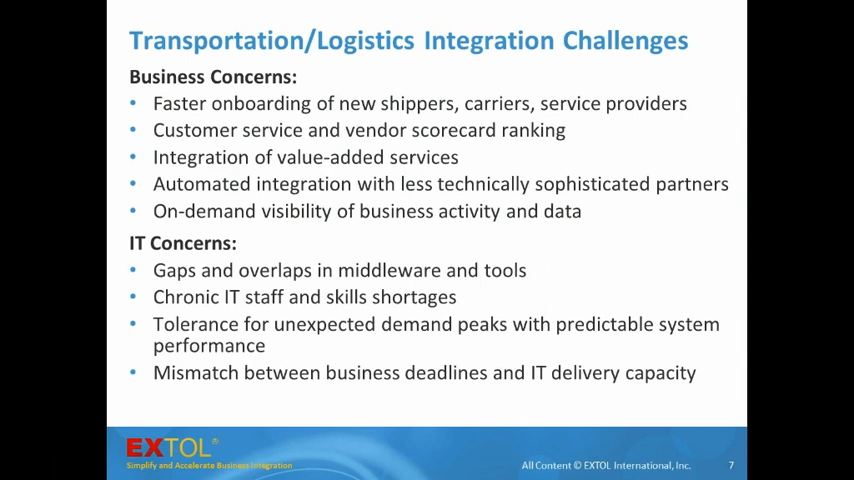 Transportation/Logistics Integration Challenges
Business Concerns:
• Faster onboarding of new shippers, carriers, service providers
• Customer service and vendor scorecard ranking
• Integration of value-added services
• Automated integration with less technically sophisticated partners
• On-demand visibility of business activity and data
IT Concerns:
• Gaps and overlaps in middleware and tools
• Chronic IT staff and skills shortages
• Tolerance for unexpected demand peaks with predictable system
performance
• Mismatch between business deadlines and IT delivery capacity
EXTOL®
Simplify and Accelerate Business Integration
All Content © EXTOL International, Inc. 7